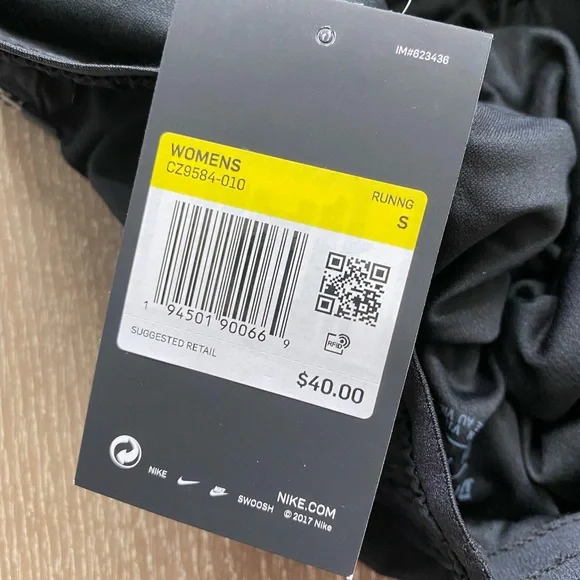 IM#623436
WOMENS
CZ9584-010
RUNNG
S
1 94501 90066 9
RFID
SUGGESTED RETAIL
$40.00
NIKE
SWOOSH
NIKE.COM
© 2017 Nike